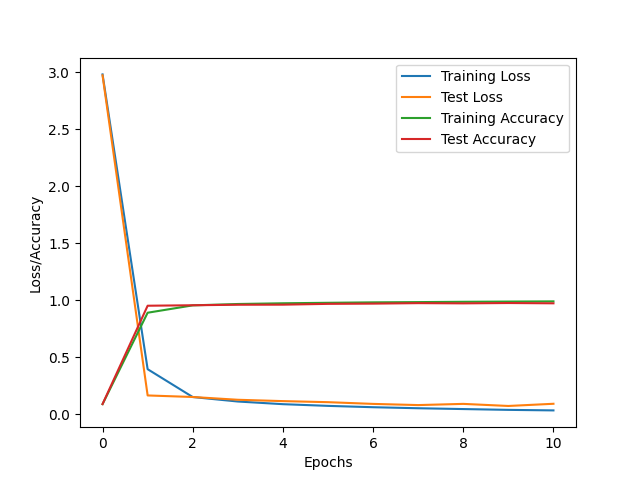 3.0
2.5
2.0
1.5
1.0
0.5
0.0
Loss/Accuracy
Training Loss
Test Loss
Training Accuracy
Test Accuracy
0 2 4 6 8 10
Epochs